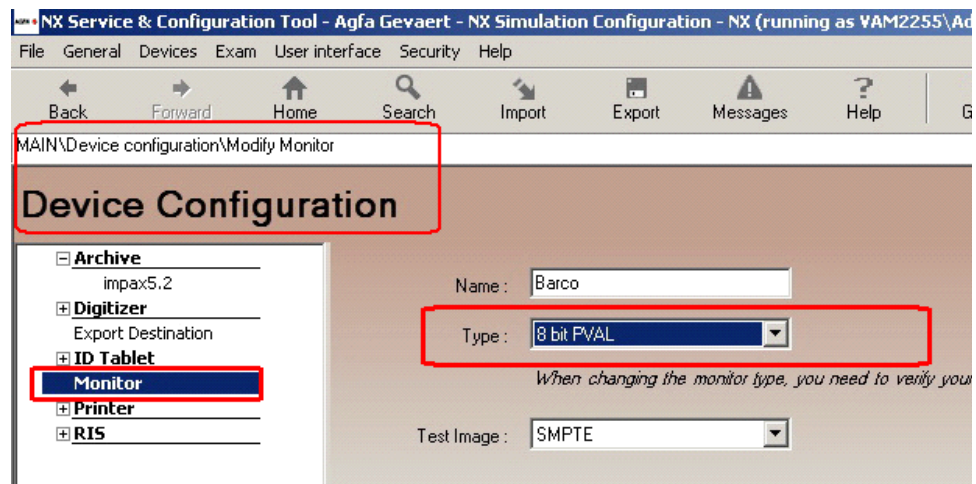 NX Service & Configuration Tool - Agfa Gevaert - NX Simulation Configuration - NX (running as VAM2255\Ad
File General Devices Exam User interface Security Help
Back Forward Home Search Import Export Messages Help G
MAIN\Device configuration\Modify Monitor
Device Configuration
Archive
impax5.2
Digitizer
Export Destination
ID Tablet
Monitor
Printer
RIS
Name : Barco
Type : 8 bit PVAL
When changing the monitor type, you need to verify your
Test Image : SMPTE